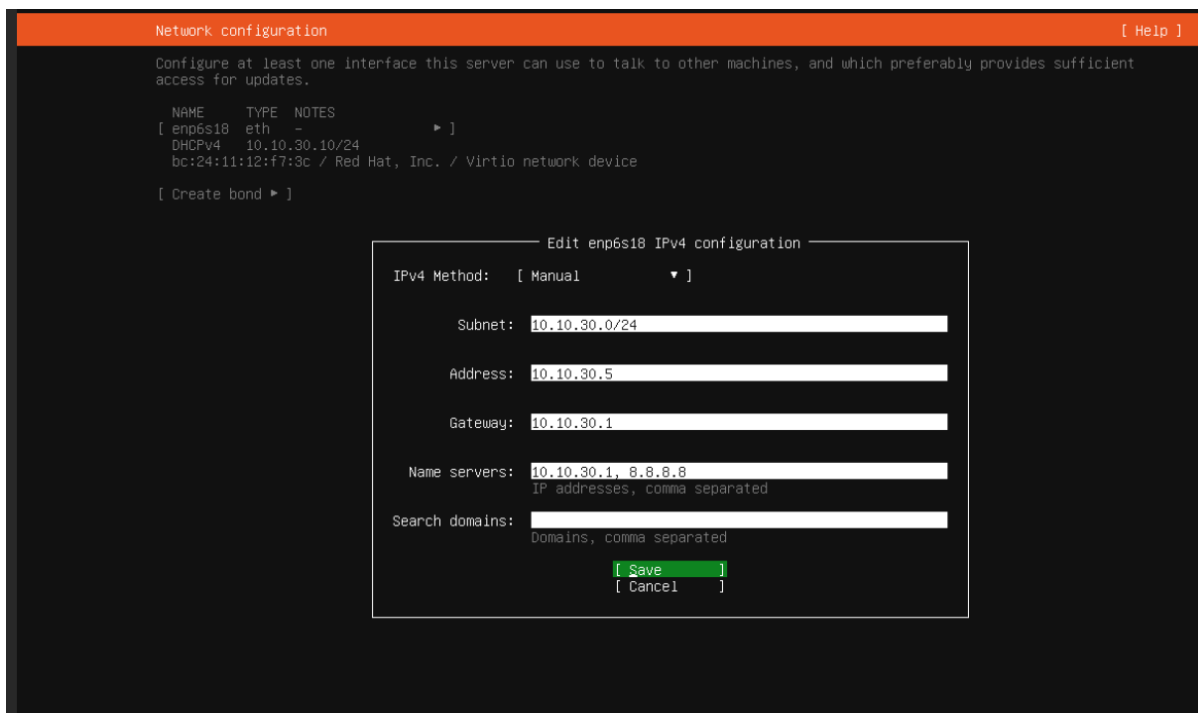 Network configuration [ Help ]
Configure at least one interface this server can use to talk to other machines, and which preferably provides sufficient
access for updates.
NAME TYPE NOTES
[ enp6s18 eth - ▸ ]
DHCPv4 10.10.30.10/24
bc:24:11:12:f7:3c / Red Hat, Inc. / Virtio network device
[ Create bond ▸ ]
Edit enp6s18 IPv4 configuration
IPv4 Method: [ Manual ▾ ]
Subnet: 10.10.30.0/24
Address: 10.10.30.5
Gateway: 10.10.30.1
Name servers: 10.10.30.1, 8.8.8.8
IP addresses, comma separated
Search domains:
Domains, comma separated
[ Save ]
[ Cancel ]